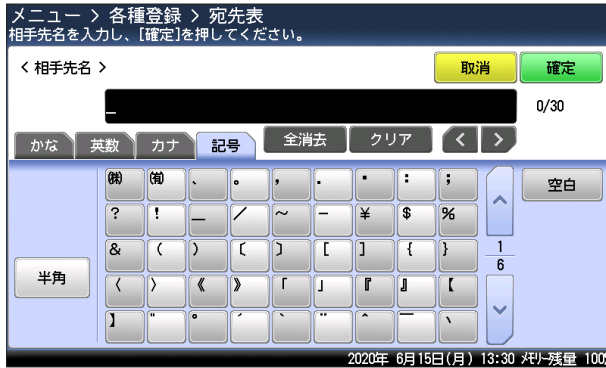 メニュー > 各種登録 > 宛先表
相手先名を入力し、[確定]を押してください。
< 相手先名 > 取消 確定
_ 0/30
かな 英数 カナ 記号 全消去 クリア < >
㈱ ㈲ 、 。 , . ・ : ; 空白
? ! _ / ~ - ¥ $ %
& ( ) 〔 〕 [ ] { } 1
6
半角 〈 〉 《 》 「 」 『 』 【
】 " ° ´ ` ¨ ^ ‾ ヽ
2020年 6月15日(月) 13:30 メモリー残量 100%